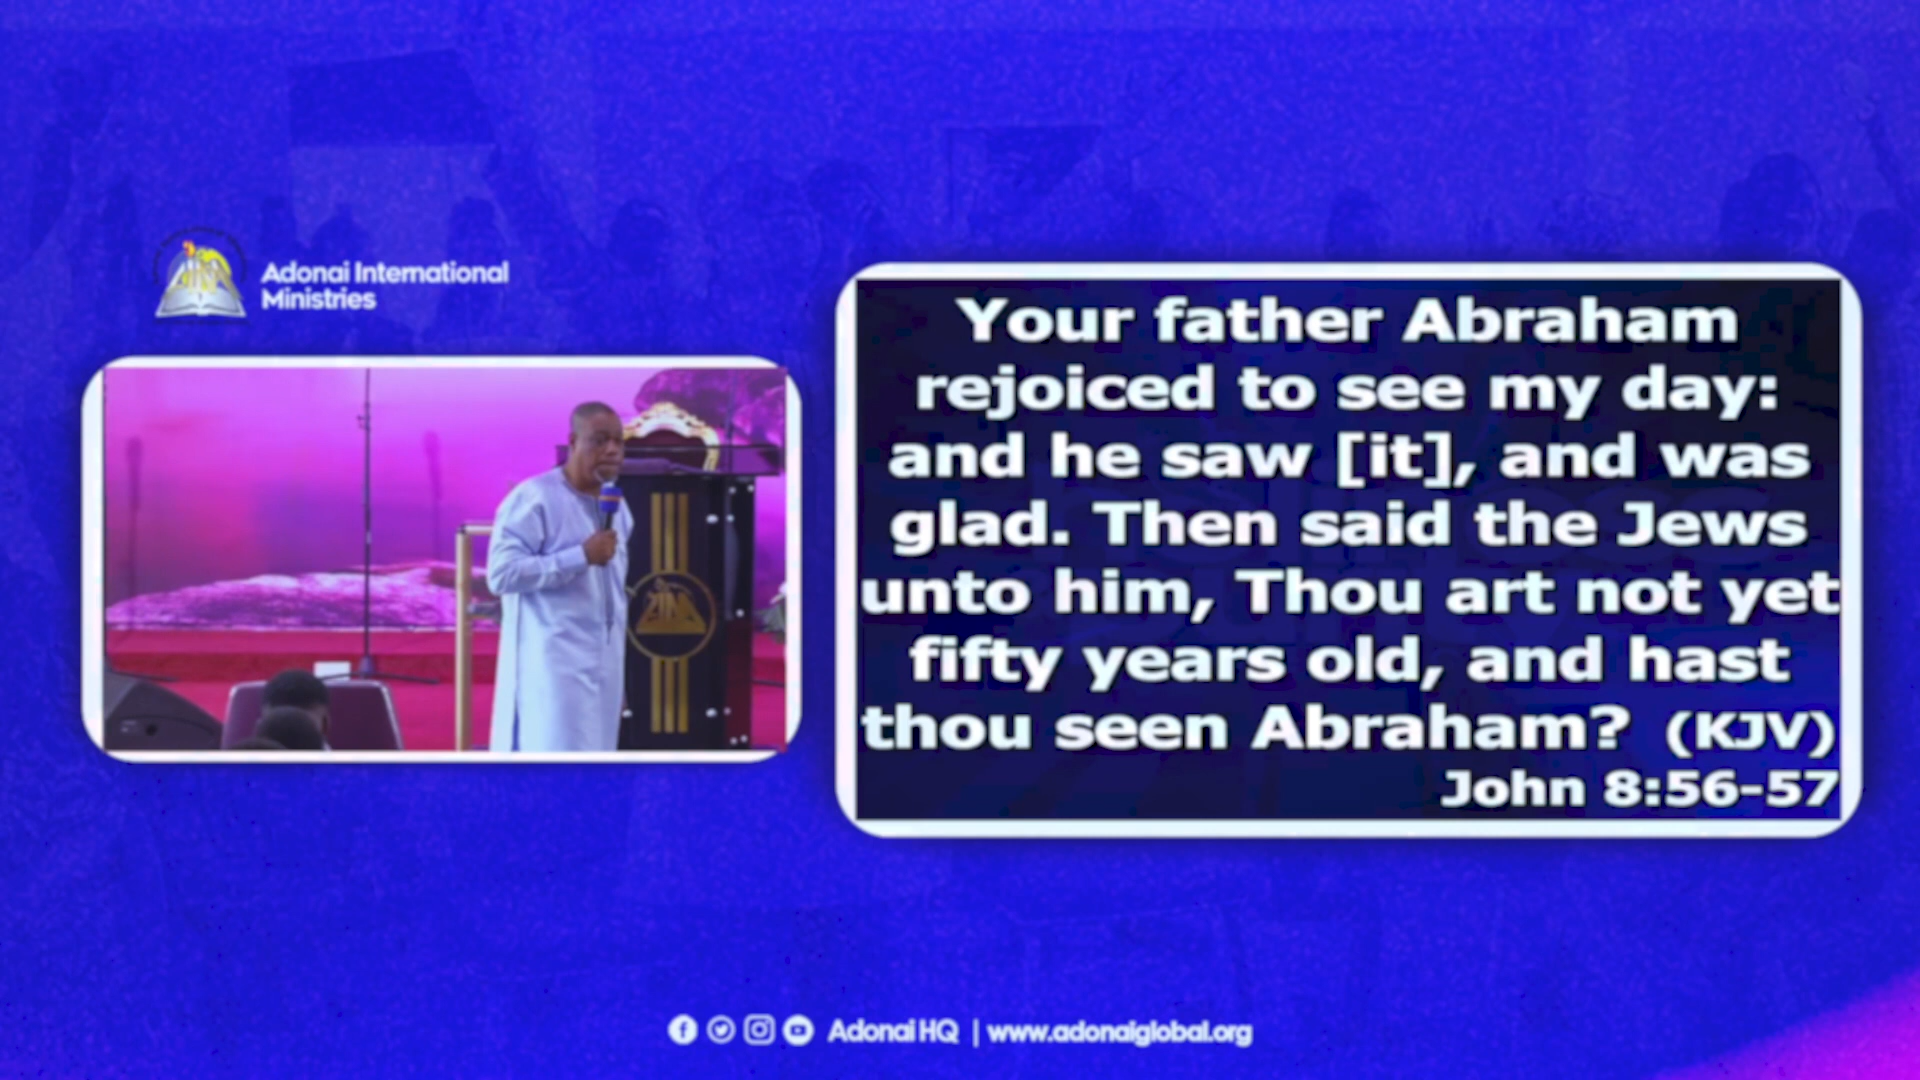 Adonai International
Ministries
Your father Abraham
rejoiced to see my day:
and he saw [it], and was
glad. Then said the Jews
unto him, Thou art not yet
fifty years old, and hast
thou seen Abraham? (KJV)
John 8:56-57
AIM
Adonai HQ | www.adonaiglobal.org